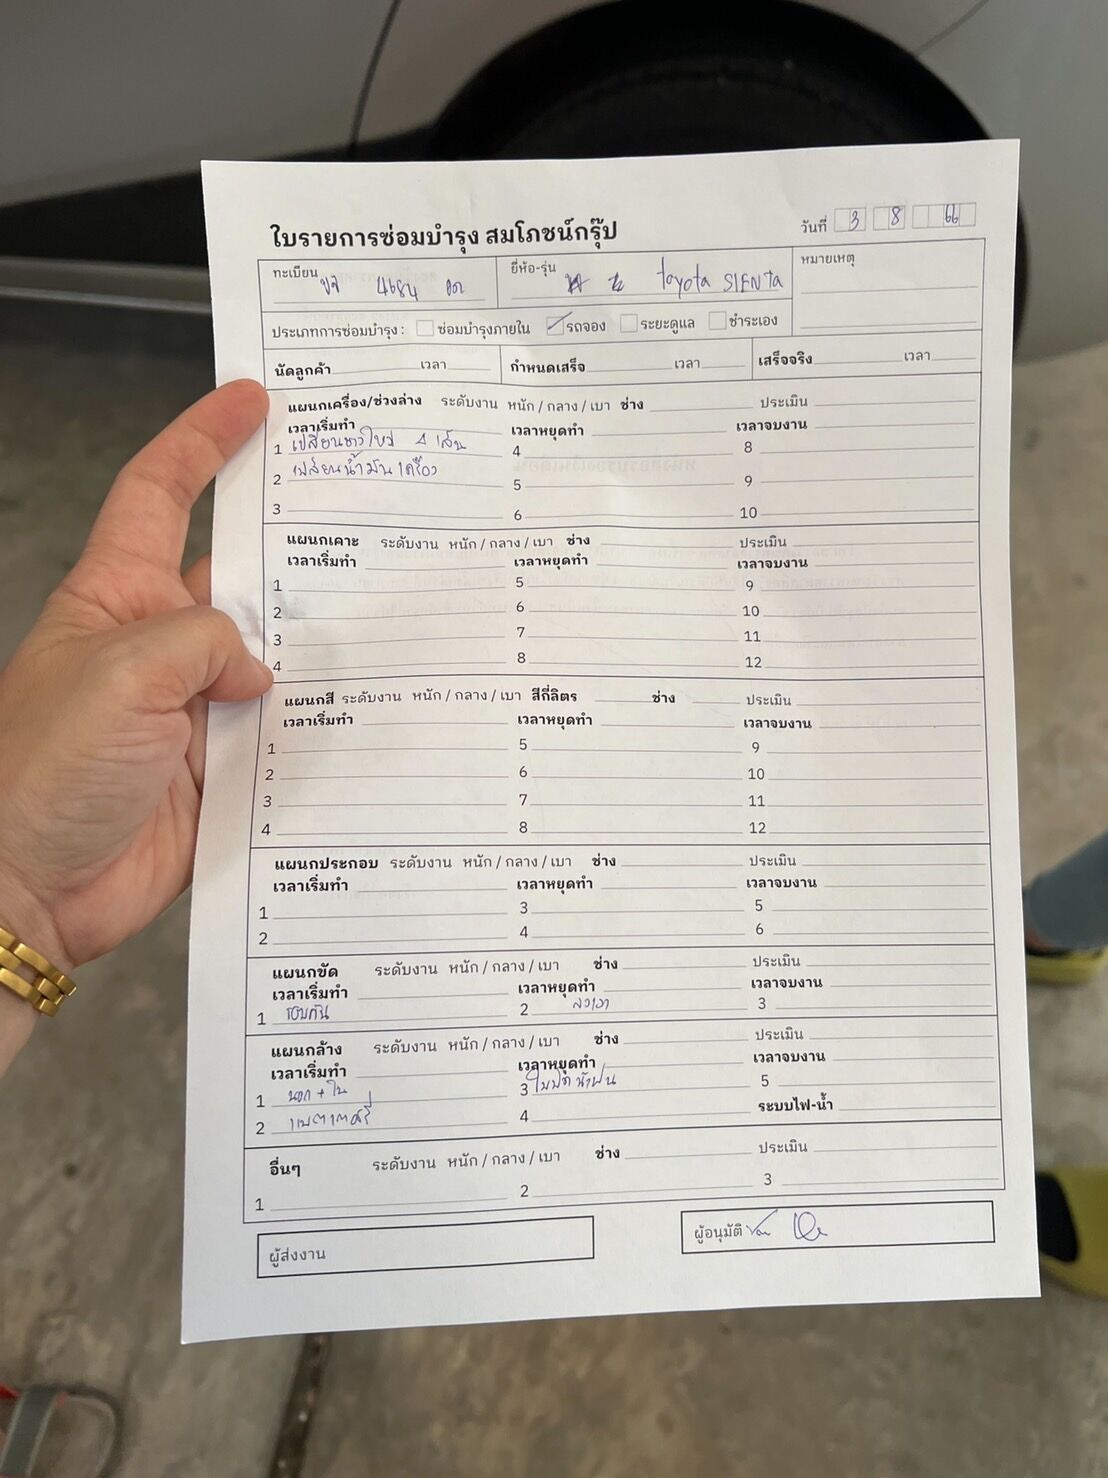 ใบรายการซ่อมบำรุง สมโภชน์กรุ๊ป
วันที่ 3 8 66
ทะเบียน 4684 ยี่ห้อ-รุ่น toyota SIENTA หมายเหตุ
ประเภทการซ่อมบำรุง : ซ่อมบำรุงภายใน รถจอง ระยะดูแล ชำระเอง
นัดลูกค้า เวลา กำหนดเสร็จ เวลา เสร็จจริง เวลา
แผนกเครื่อง/ช่วงล่าง ระดับงาน หนัก / กลาง / เบา ช่าง ประเมิน
เวลาเริ่มทำ เวลาหยุดทำ เวลาจบงาน
1 เปลี่ยนยางใหม่ 4 เส้น 4 8
2 เปลี่ยนน้ำมันเครื่อง 5 9
3 6 10
แผนกเคาะ ระดับงาน หนัก / กลาง / เบา ช่าง ประเมิน
เวลาเริ่มทำ เวลาหยุดทำ เวลาจบงาน
1 5 9
2 6 10
3 7 11
4 8 12
แผนกสี ระดับงาน หนัก / กลาง / เบา สีกี่ลิตร ช่าง ประเมิน
เวลาเริ่มทำ เวลาหยุดทำ เวลาจบงาน
1 5 9
2 6 10
3 7 11
4 8 12
แผนกประกอบ ระดับงาน หนัก / กลาง / เบา ช่าง ประเมิน
เวลาเริ่มทำ เวลาหยุดทำ เวลาจบงาน
1 3 5
2 4 6
แผนกขัด ระดับงาน หนัก / กลาง / เบา ช่าง ประเมิน
เวลาเริ่มทำ เวลาหยุดทำ เวลาจบงาน
1 รอบคัน 2 ลบเงา 3
แผนกล้าง ระดับงาน หนัก / กลาง / เบา ช่าง ประเมิน
เวลาเริ่มทำ เวลาหยุดทำ เวลาจบงาน
1 นอก + ใน 3 ใบปัดน้ำฝน 5
2 แบตเตอรี่ 4 ระบบไฟ-น้ำ
อื่นๆ ระดับงาน หนัก / กลาง / เบา ช่าง ประเมิน
1 2 3
ผู้ส่งงาน ผู้อนุมัติ